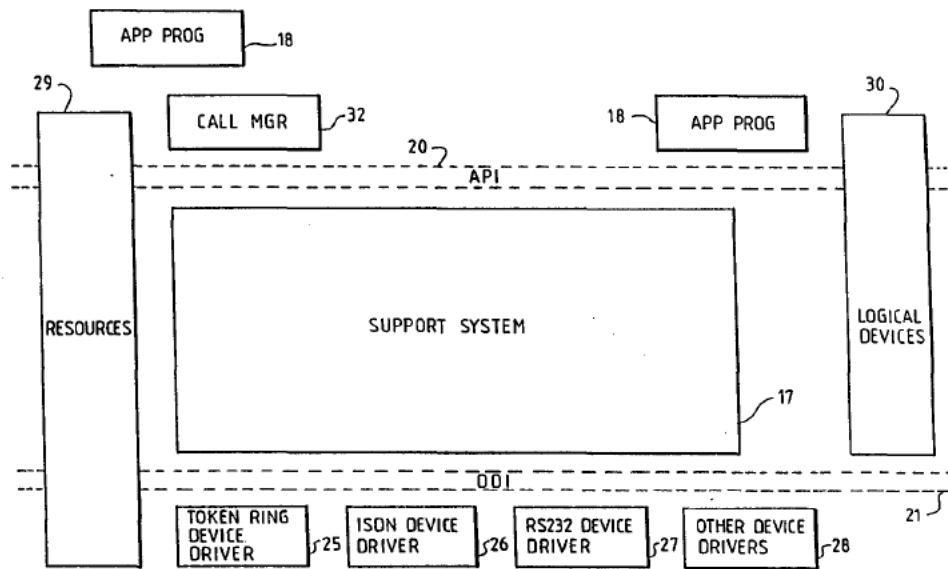 APP PROG
18
29
CALL MGR
32
18
APP PROG
30
20
API
RESOURCES
SUPPORT SYSTEM
LOGICAL
DEVICES
17
DDI
21
TOKEN RING
DEVICE
DRIVER
25
ISDN DEVICE
DRIVER
26
RS232 DEVICE
DRIVER
27
OTHER DEVICE
DRIVERS
28